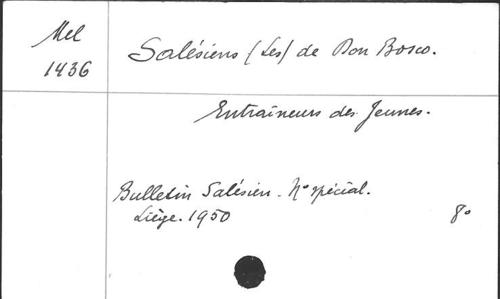 Mel
1436
Salésiens (Les) de Don Bosco.
Entraîneurs des Jeunes.
Bulletin Salésien. N° spécial.
Liège. 1950 8°